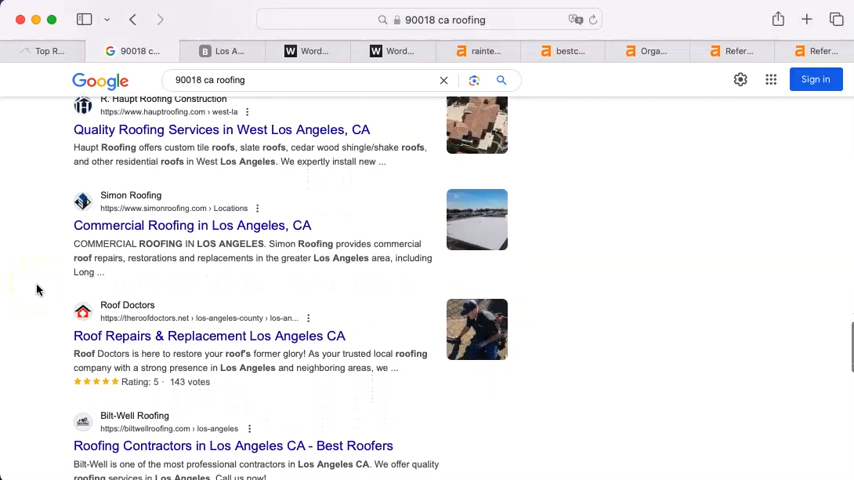 90018 ca roofing
Top R...
90018 c...
Los A...
Word...
Word...
rainte...
bestc...
Orga...
Refer...
Refer...
Google
90018 ca roofing
Sign in
R. Haupt Roofing Construction
https://www.hauptroofing.com › west-la
Quality Roofing Services in West Los Angeles, CA
Haupt Roofing offers custom tile roofs, slate roofs, cedar wood shingle/shake roofs,
and other residential roofs in West Los Angeles. We expertly install new ...
Simon Roofing
https://www.simonroofing.com › Locations
Commercial Roofing in Los Angeles, CA
COMMERCIAL ROOFING IN LOS ANGELES. Simon Roofing provides commercial
roof repairs, restorations and replacements in the greater Los Angeles area, including
Long ...
Roof Doctors
https://theroofdoctors.net › los-angeles-county › los-an...
Roof Repairs & Replacement Los Angeles CA
Roof Doctors is here to restore your roof's former glory! As your trusted local roofing
company with a strong presence in Los Angeles and neighboring areas, we ...
Rating: 5 · 143 votes
Bilt-Well Roofing
https://biltwellroofing.com › los-angeles
Roofing Contractors in Los Angeles CA - Best Roofers
Bilt-Well is one of the most professional contractors in Los Angeles CA. We offer quality
roofing services in Los Angeles. Call us now!